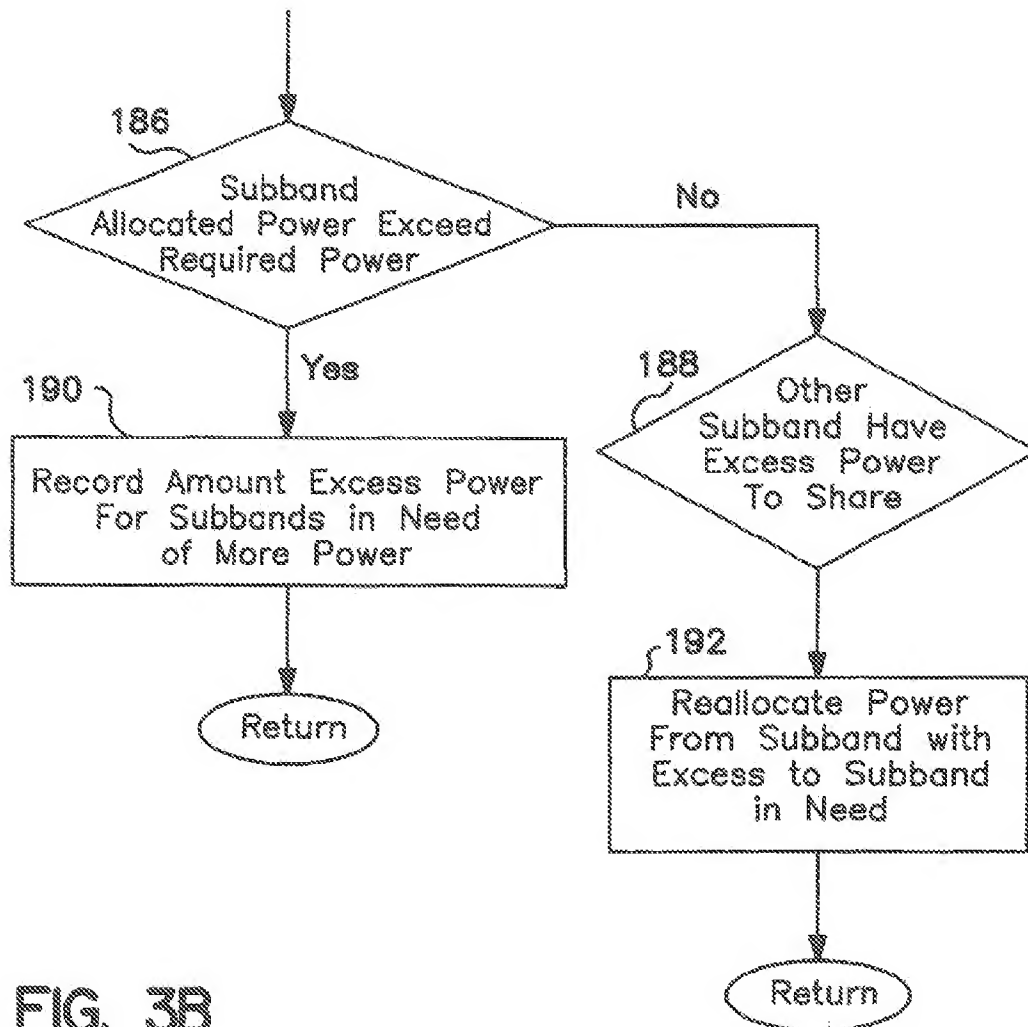 186
Subband
Allocated Power Exceed
Required Power
No
Yes
188
Other
Subband Have
Excess Power
To Share
190
Record Amount Excess Power
For Subbands in Need
of More Power
Return
192
Reallocate Power
From Subband with
Excess to Subband
in Need
Return
FIG. 3B